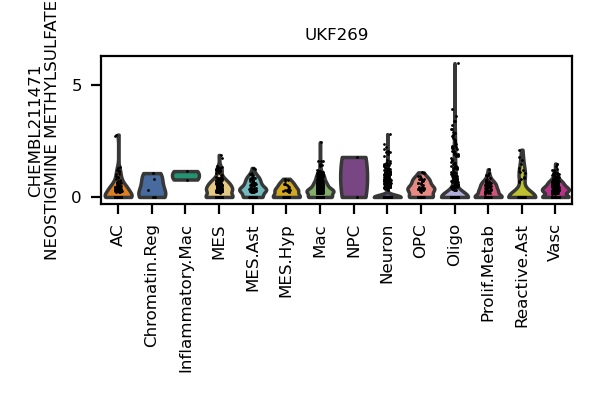 UKF269
CHEMBL211471
NEOSTIGMINE METHYLSULFATE
5
0
AC
Chromatin.Reg
Inflammatory.Mac
MES
MES.Ast
MES.Hyp
Mac
NPC
Neuron
OPC
Oligo
Prolif.Metab
Reactive.Ast
Vasc